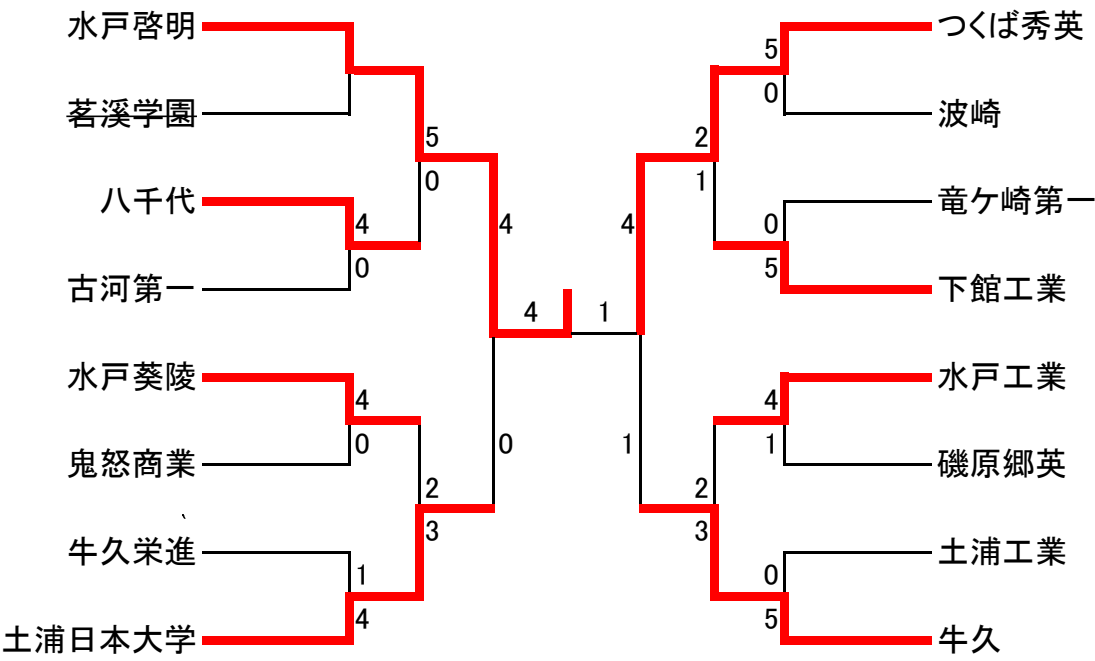 水戸啓明
茗溪学園
八千代
古河第一
水戸葵陵
鬼怒商業
牛久栄進
土浦日本大学
4
0
4
0
1
4
5
0
2
3
4
0
4
1
4
1
2
1
2
3
5
0
0
5
4
1
0
5
つくば秀英
波崎
竜ケ崎第一
下館工業
水戸工業
磯原郷英
土浦工業
牛久